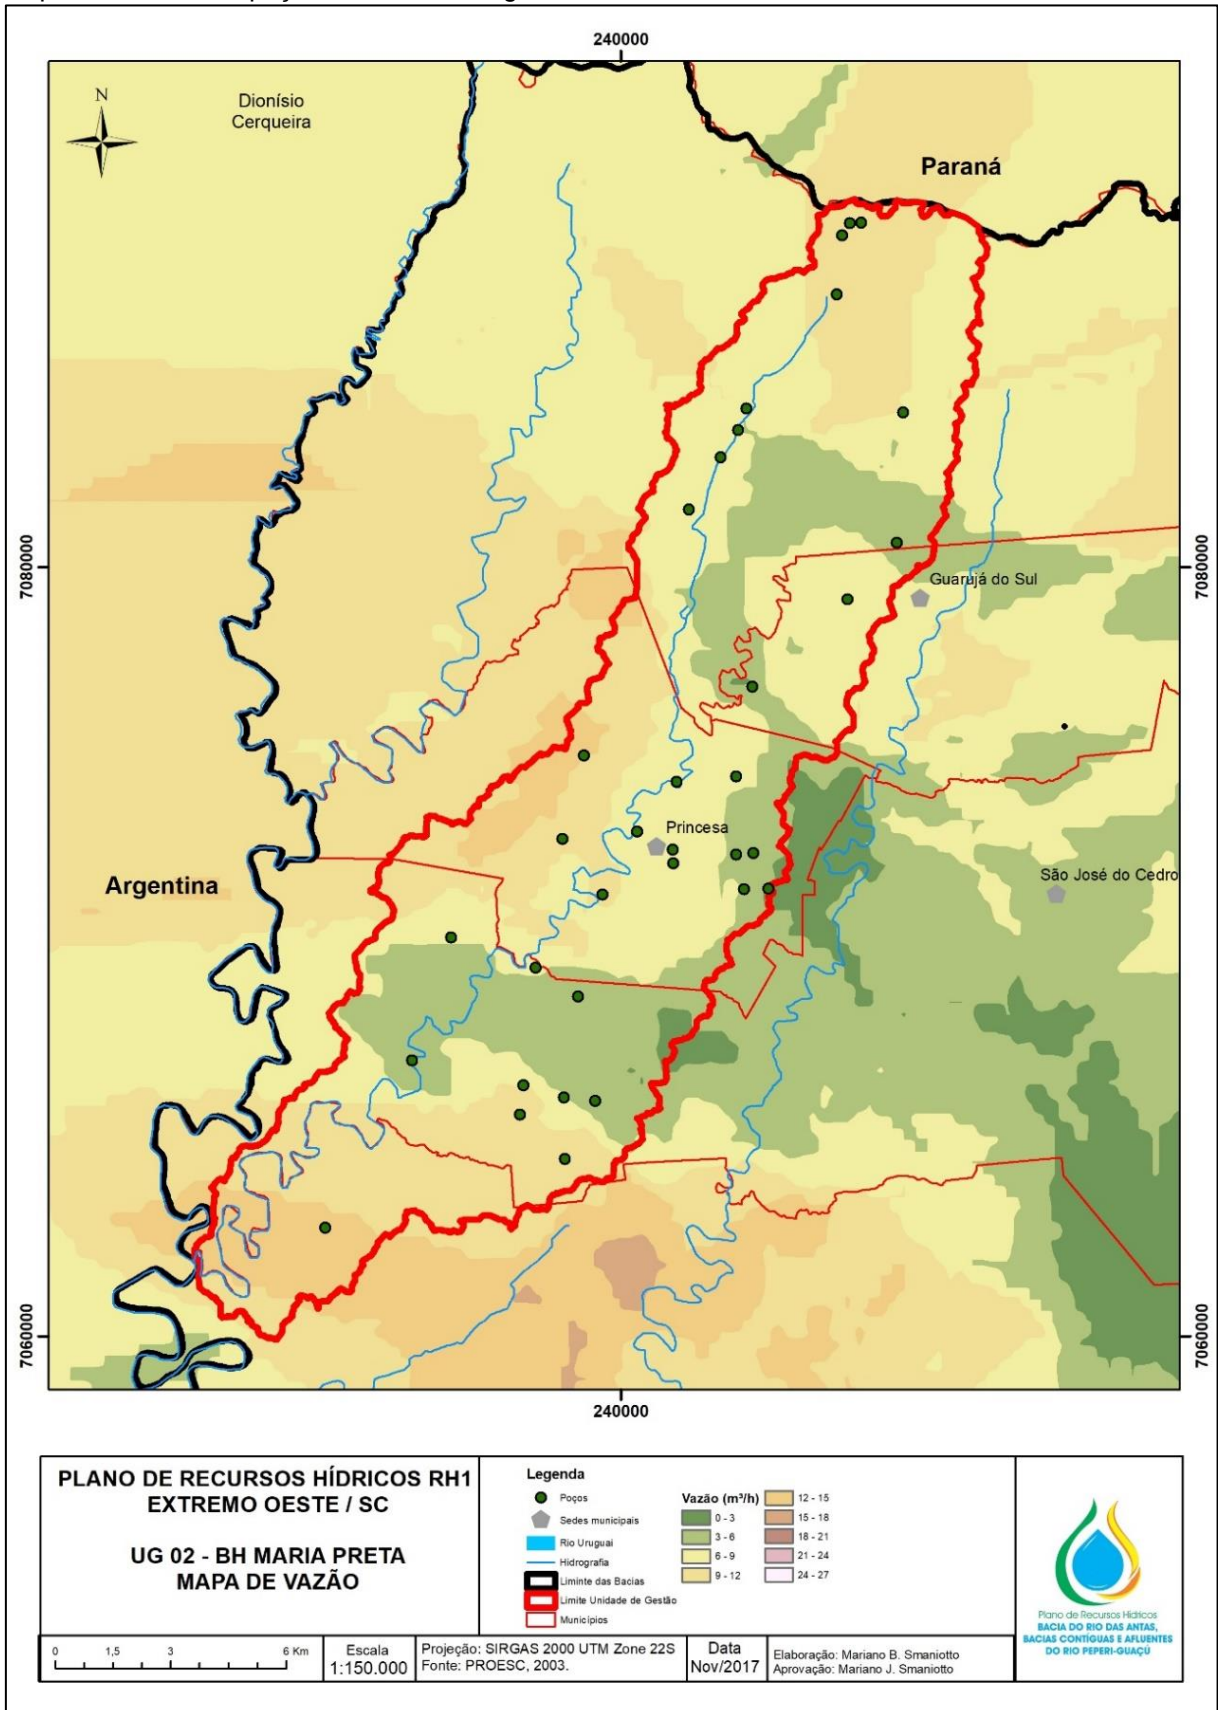 240000
N
Dionísio
Cerqueira
Paraná
7080000
7080000
Guarujá do Sul
Princesa
São José do Cedro
Argentina
7060000
7060000
240000
PLANO DE RECURSOS HÍDRICOS RH1
EXTREMO OESTE / SC
UG 02 - BH MARIA PRETA
MAPA DE VAZÃO
Legenda
Poços
Sedes municipais
Rio Uruguai
Hidrografia
Liminte das Bacias
Limite Unidade de Gestão
Municípios
Vazão (m³/h)
0 - 3
3 - 6
6 - 9
9 - 12
12 - 15
15 - 18
18 - 21
21 - 24
24 - 27
Plano de Recursos Hídricos
BACIA DO RIO DAS ANTAS,
BACIAS CONTÍGUAS E AFLUENTES
DO RIO PEPERI-GUAÇÚ
0 1,5 3 6 Km
Escala
1:150.000
Projeção: SIRGAS 2000 UTM Zone 22S
Fonte: PROESC, 2003.
Data
Nov/2017
Elaboração: Mariano B. Smaniotto
Aprovação: Mariano J. Smaniotto